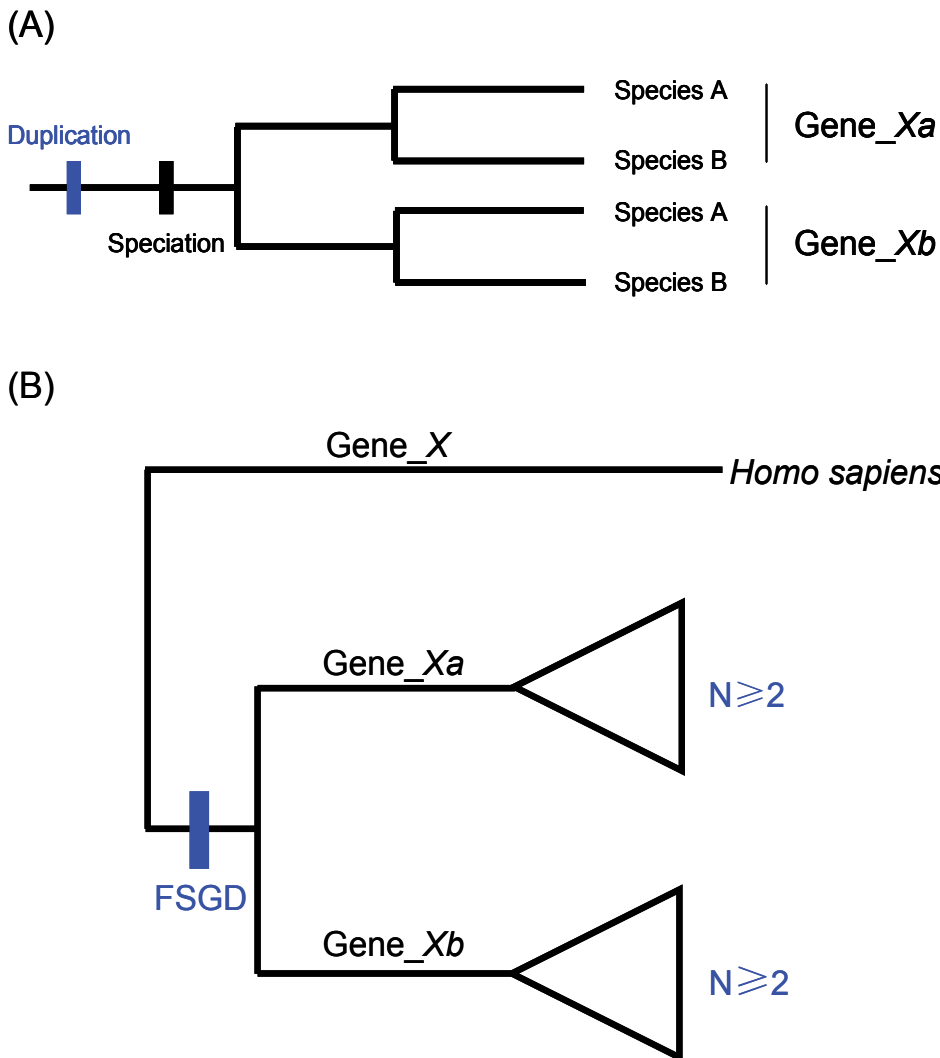 (A)
Duplication
Speciation
Species A
Species B
Gene_Xa
Species A
Species B
Gene_Xb
(B)
Gene_X
Homo sapiens
Gene_Xa
N≥2
FSGD
Gene_Xb
N≥2